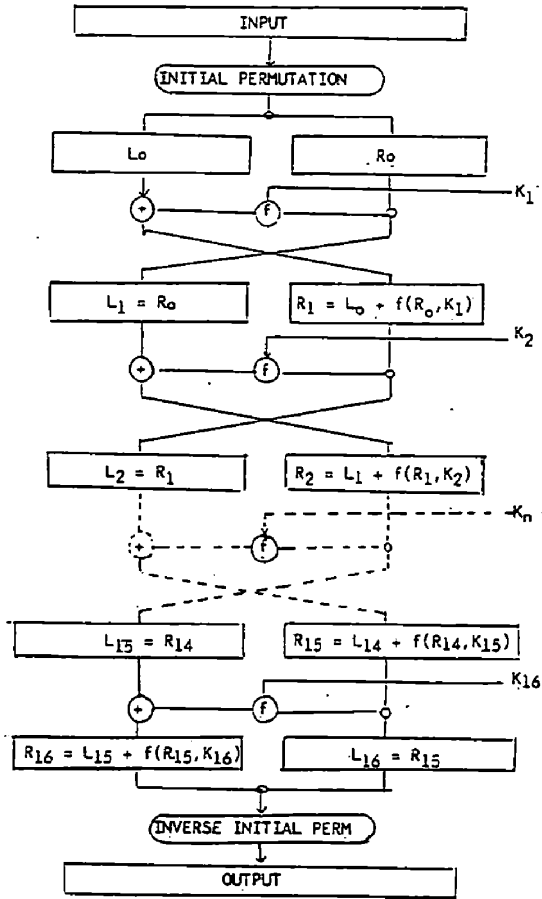 INPUT
INITIAL PERMUTATION
Lo Ro
+ f K1
L1 = Ro R1 = Lo + f(Ro,K1)
+ f K2
L2 = R1 R2 = L1 + f(R1,K2)
+ f Kn
L15 = R14 R15 = L14 + f(R14,K15)
+ f K16
R16 = L15 + f(R15,K16) L16 = R15
INVERSE INITIAL PERM
OUTPUT